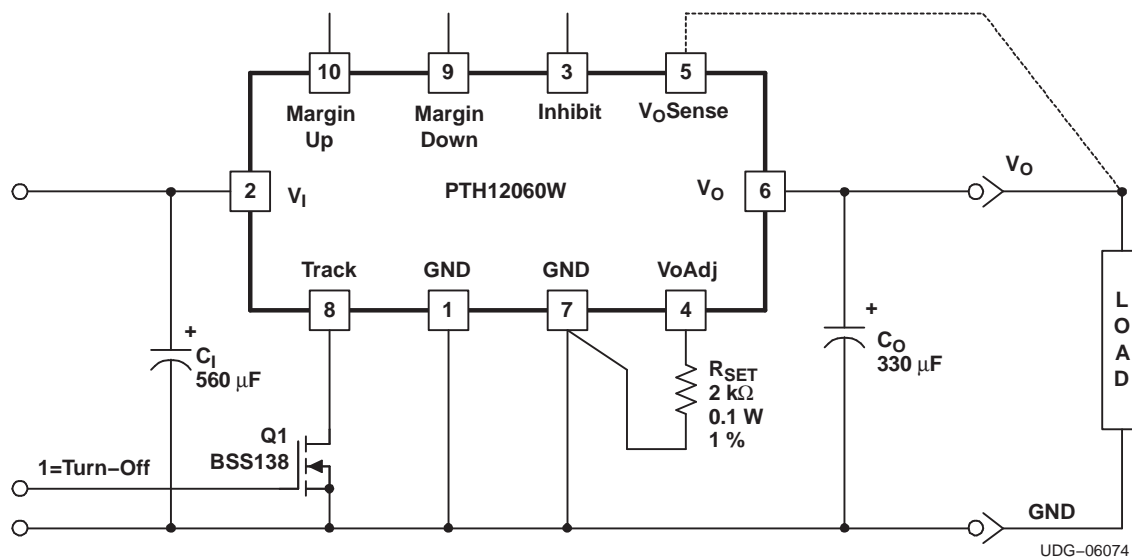 10
9
3
5
Margin
Up
Margin
Down
Inhibit
VOSense
2
VI
PTH12060W
VO
6
VO
Track
GND
GND
VoAdj
8
1
7
4
+
CI
560 μF
RSET
2 kΩ
0.1 W
1 %
+
CO
330 μF
L
O
A
D
Q1
BSS138
1=Turn–Off
GND
UDG–06074